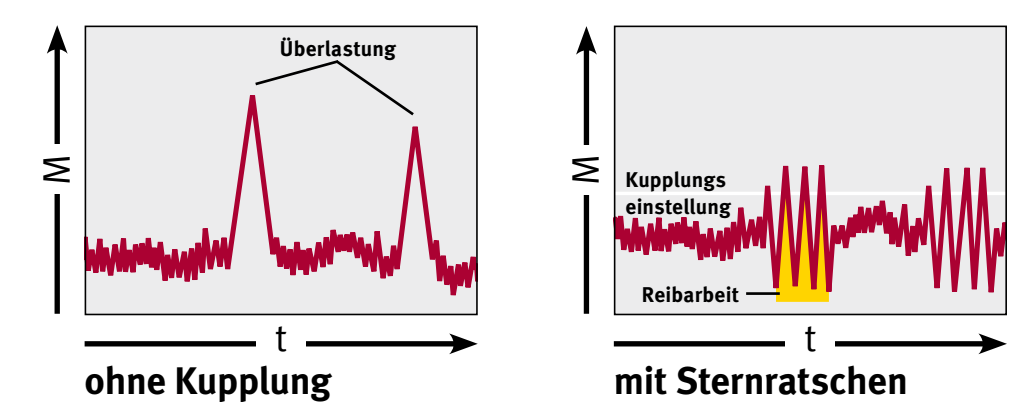 Überlastung
M
t
ohne Kupplung
Kupplungs
einstellung
Reibarbeit
M
t
mit Sternratschen